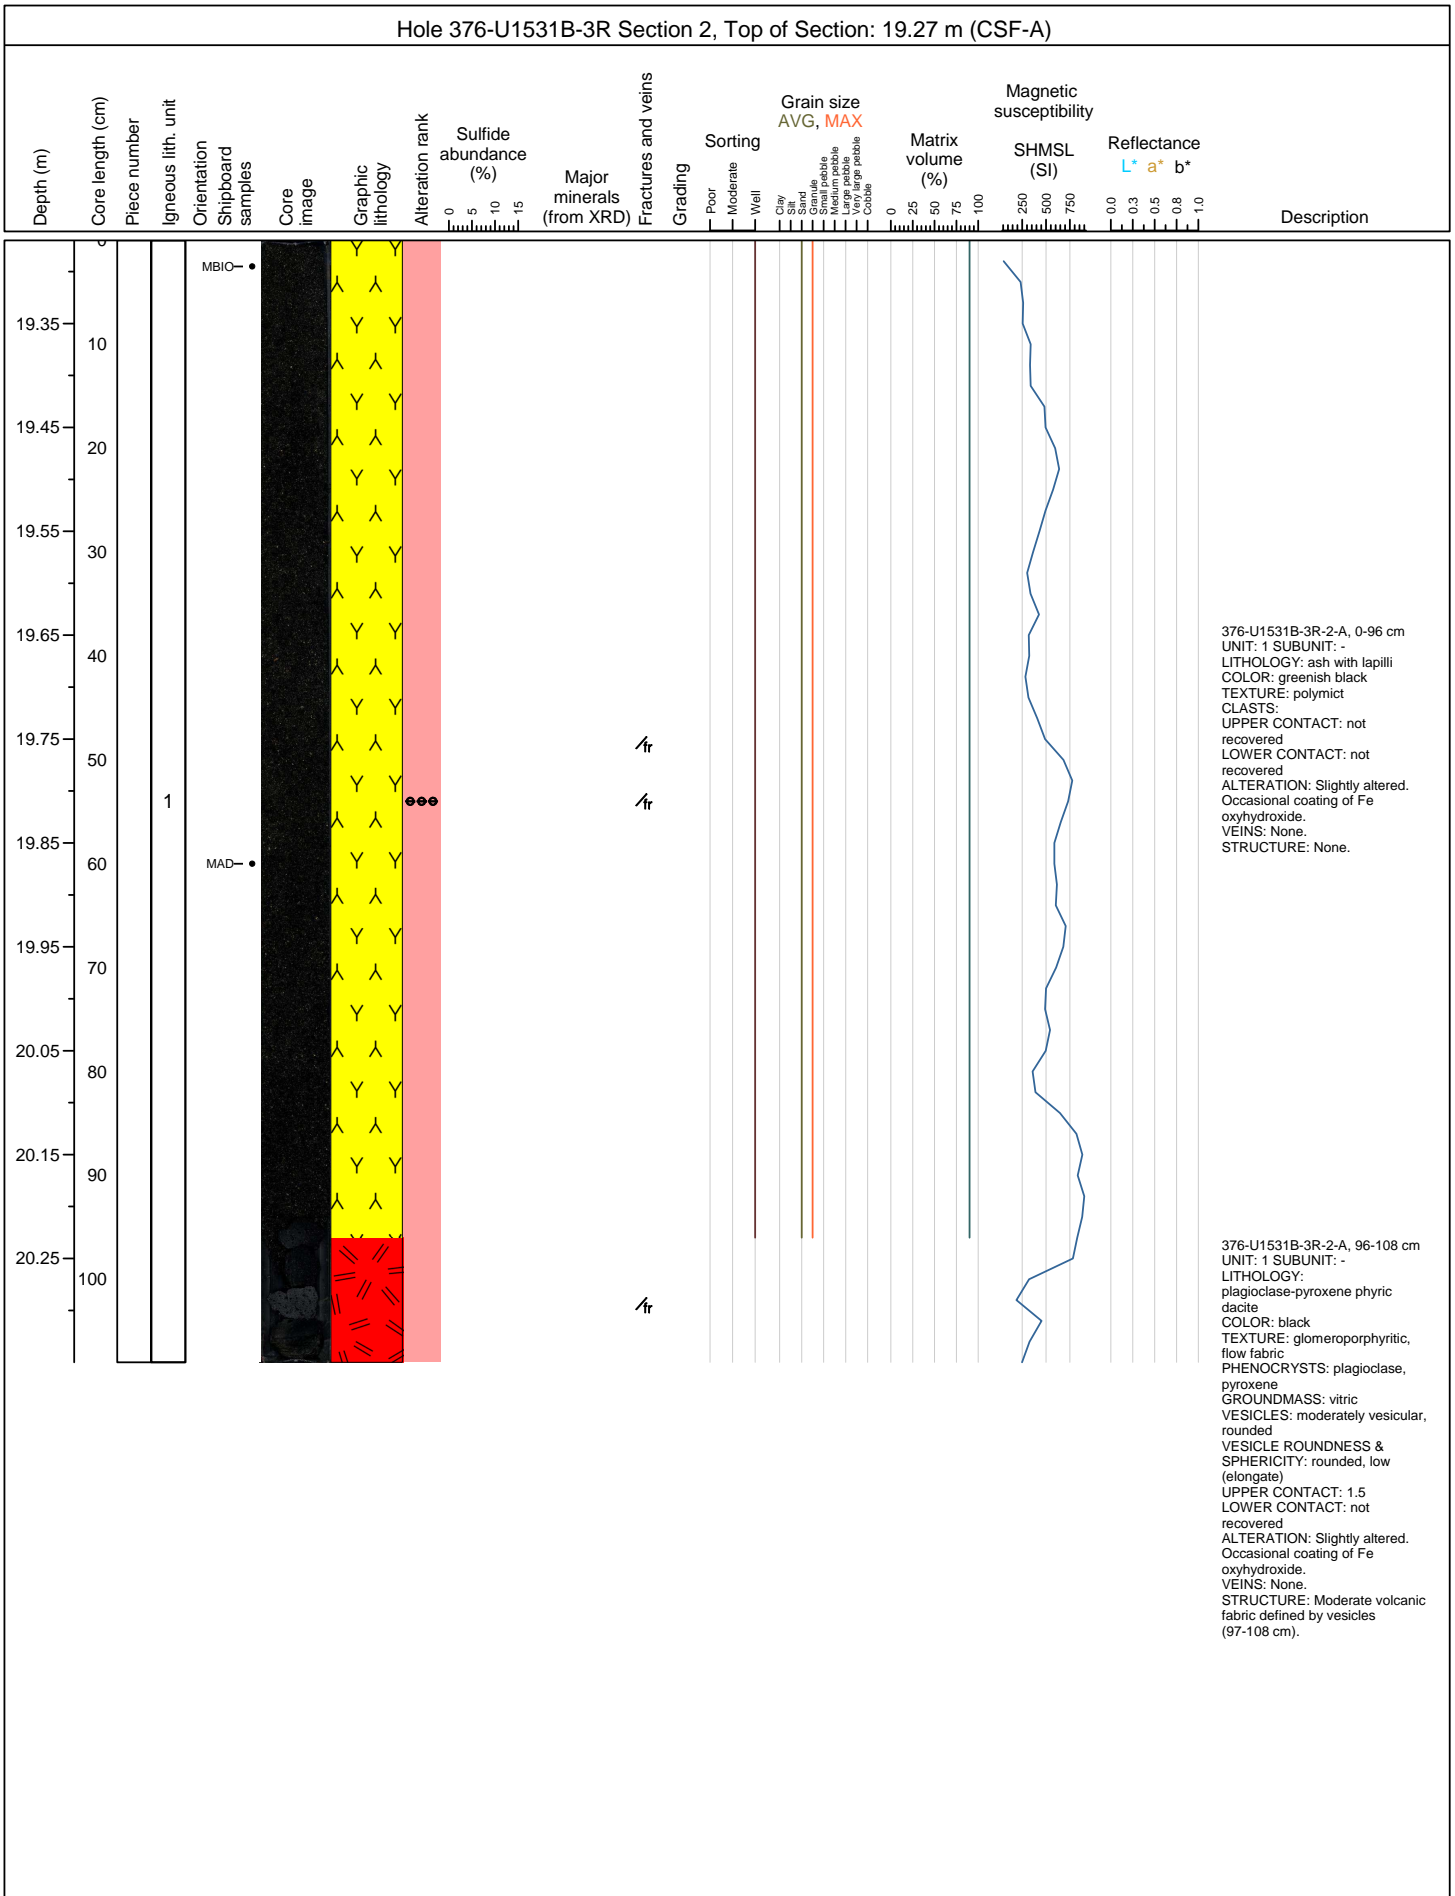 Hole 376-U1531B-3R Section 2, Top of Section: 19.27 m (CSF-A)
Depth (m)
Core length (cm)
Piece number
Igneous lith. unit
Orientation
Shipboard
samples
Core
image
Graphic
lithology
Alteration rank
Sulfide
abundance
(%)
0
5
10
15
Major
minerals
(from XRD)
Fractures and veins
Grading
Sorting
Poor
Moderate
Well
Grain size
AVG, MAX
Clay
Silt
Sand
Granule
Small pebble
Medium pebble
Large pebble
Very large pebble
Cobble
Matrix
volume
(%)
0
25
50
75
100
Magnetic
susceptibility
SHMSL
(SI)
250
500
750
Reflectance
L* a* b*
0.0
0.3
0.5
0.8
1.0
Description
0
MBIO
19.35
10
19.45
20
19.55
30
19.65
40
19.75
50
fr
1
fr
19.85
60
MAD
19.95
70
20.05
80
20.15
90
20.25
100
fr
376-U1531B-3R-2-A, 0-96 cm
UNIT: 1 SUBUNIT: -
LITHOLOGY: ash with lapilli
COLOR: greenish black
TEXTURE: polymict
CLASTS:
UPPER CONTACT: not
recovered
LOWER CONTACT: not
recovered
ALTERATION: Slightly altered.
Occasional coating of Fe
oxyhydroxide.
VEINS: None.
STRUCTURE: None.
376-U1531B-3R-2-A, 96-108 cm
UNIT: 1 SUBUNIT: -
LITHOLOGY:
plagioclase-pyroxene phyric
dacite
COLOR: black
TEXTURE: glomeroporphyritic,
flow fabric
PHENOCRYSTS: plagioclase,
pyroxene
GROUNDMASS: vitric
VESICLES: moderately vesicular,
rounded
VESICLE ROUNDNESS &
SPHERICITY: rounded, low
(elongate)
UPPER CONTACT: 1.5
LOWER CONTACT: not
recovered
ALTERATION: Slightly altered.
Occasional coating of Fe
oxyhydroxide.
VEINS: None.
STRUCTURE: Moderate volcanic
fabric defined by vesicles
(97-108 cm).